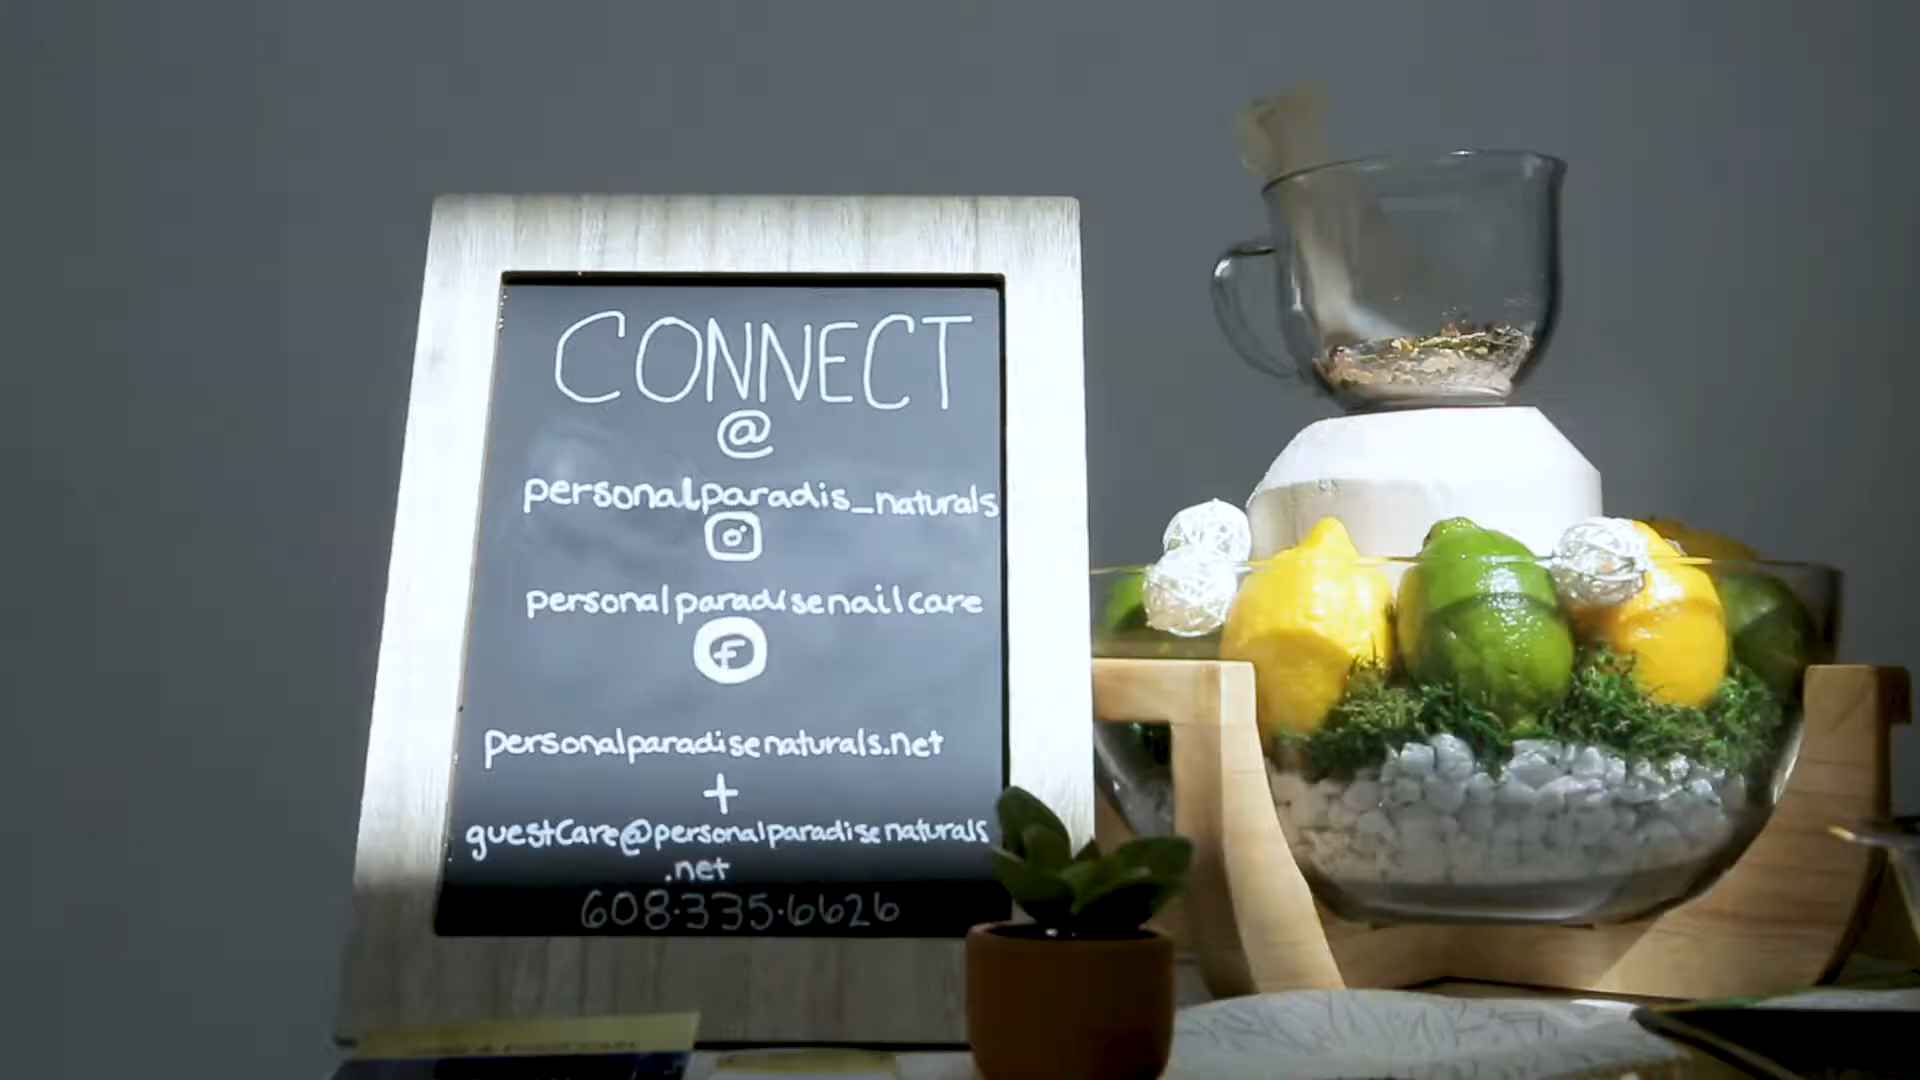 CONNECT
@
personalparadis_naturals
personalparadisenailcare
f
personalparadisenaturals.net
+
guestCare@personalparadisenaturals
.net
608.335.6626